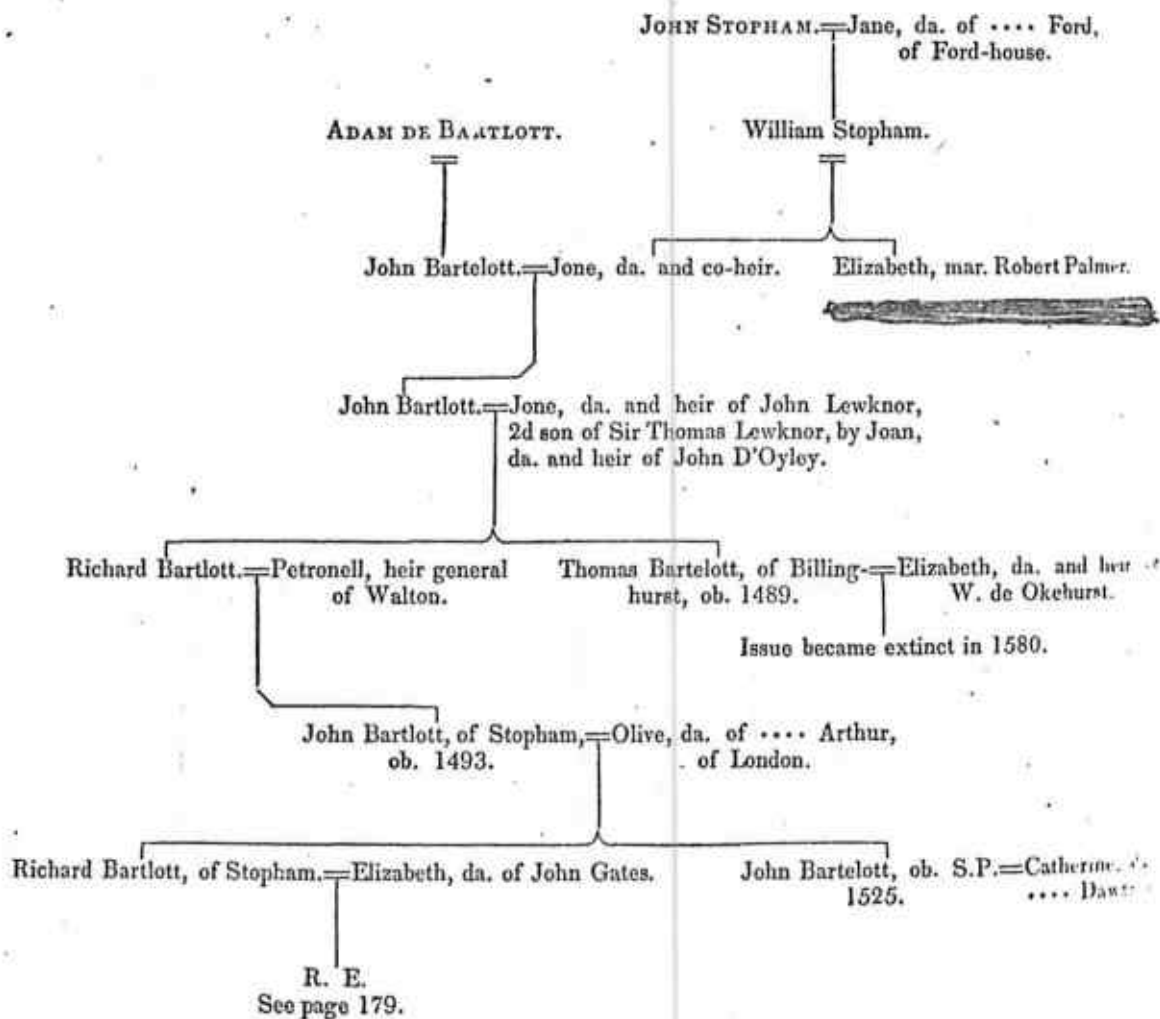 JOHN STOPHAM.=Jane, da. of .... Ford,
of Ford-house.
ADAM DE BAATLOTT.
William Stopham.
John Bartelott.=Jone, da. and co-heir.
Elizabeth, mar. Robert Palmer.
John Bartlott.=Jone, da. and heir of John Lewknor,
2d son of Sir Thomas Lewknor, by Joan,
da. and heir of John D'Oyley.
Richard Bartlott.=Petronell, heir general
of Walton.
Thomas Bartelott, of Billing-=Elizabeth, da. and heir
hurst, ob. 1489.
W. de Okehurst.
Issue became extinct in 1580.
John Bartlott, of Stopham,=Olive, da. of .... Arthur,
ob. 1493.
of London.
Richard Bartlott, of Stopham.=Elizabeth, da. of John Gates.
John Bartelott, ob. S.P.=Catherine,
1525.
....
R. E.
See page 179.